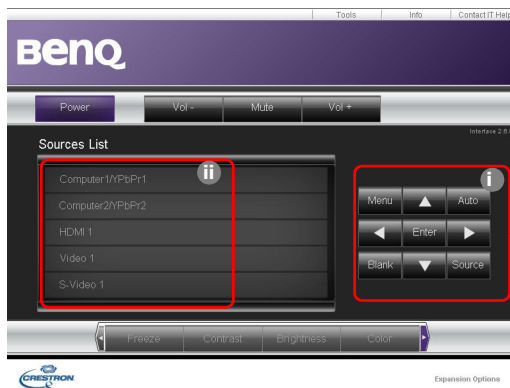 Tools Info Contact IT Help
BenQ
Power Vol - Mute Vol +
Interface 2.8.
Sources List
ii
i
Computer1/YPbPr1
Computer2/YPbPr2
HDMI 1
Video 1
S-Video 1
Menu Auto
Enter
Blank Source
Freeze Contrast Brightness Color
CRESTRON
Expansion Options